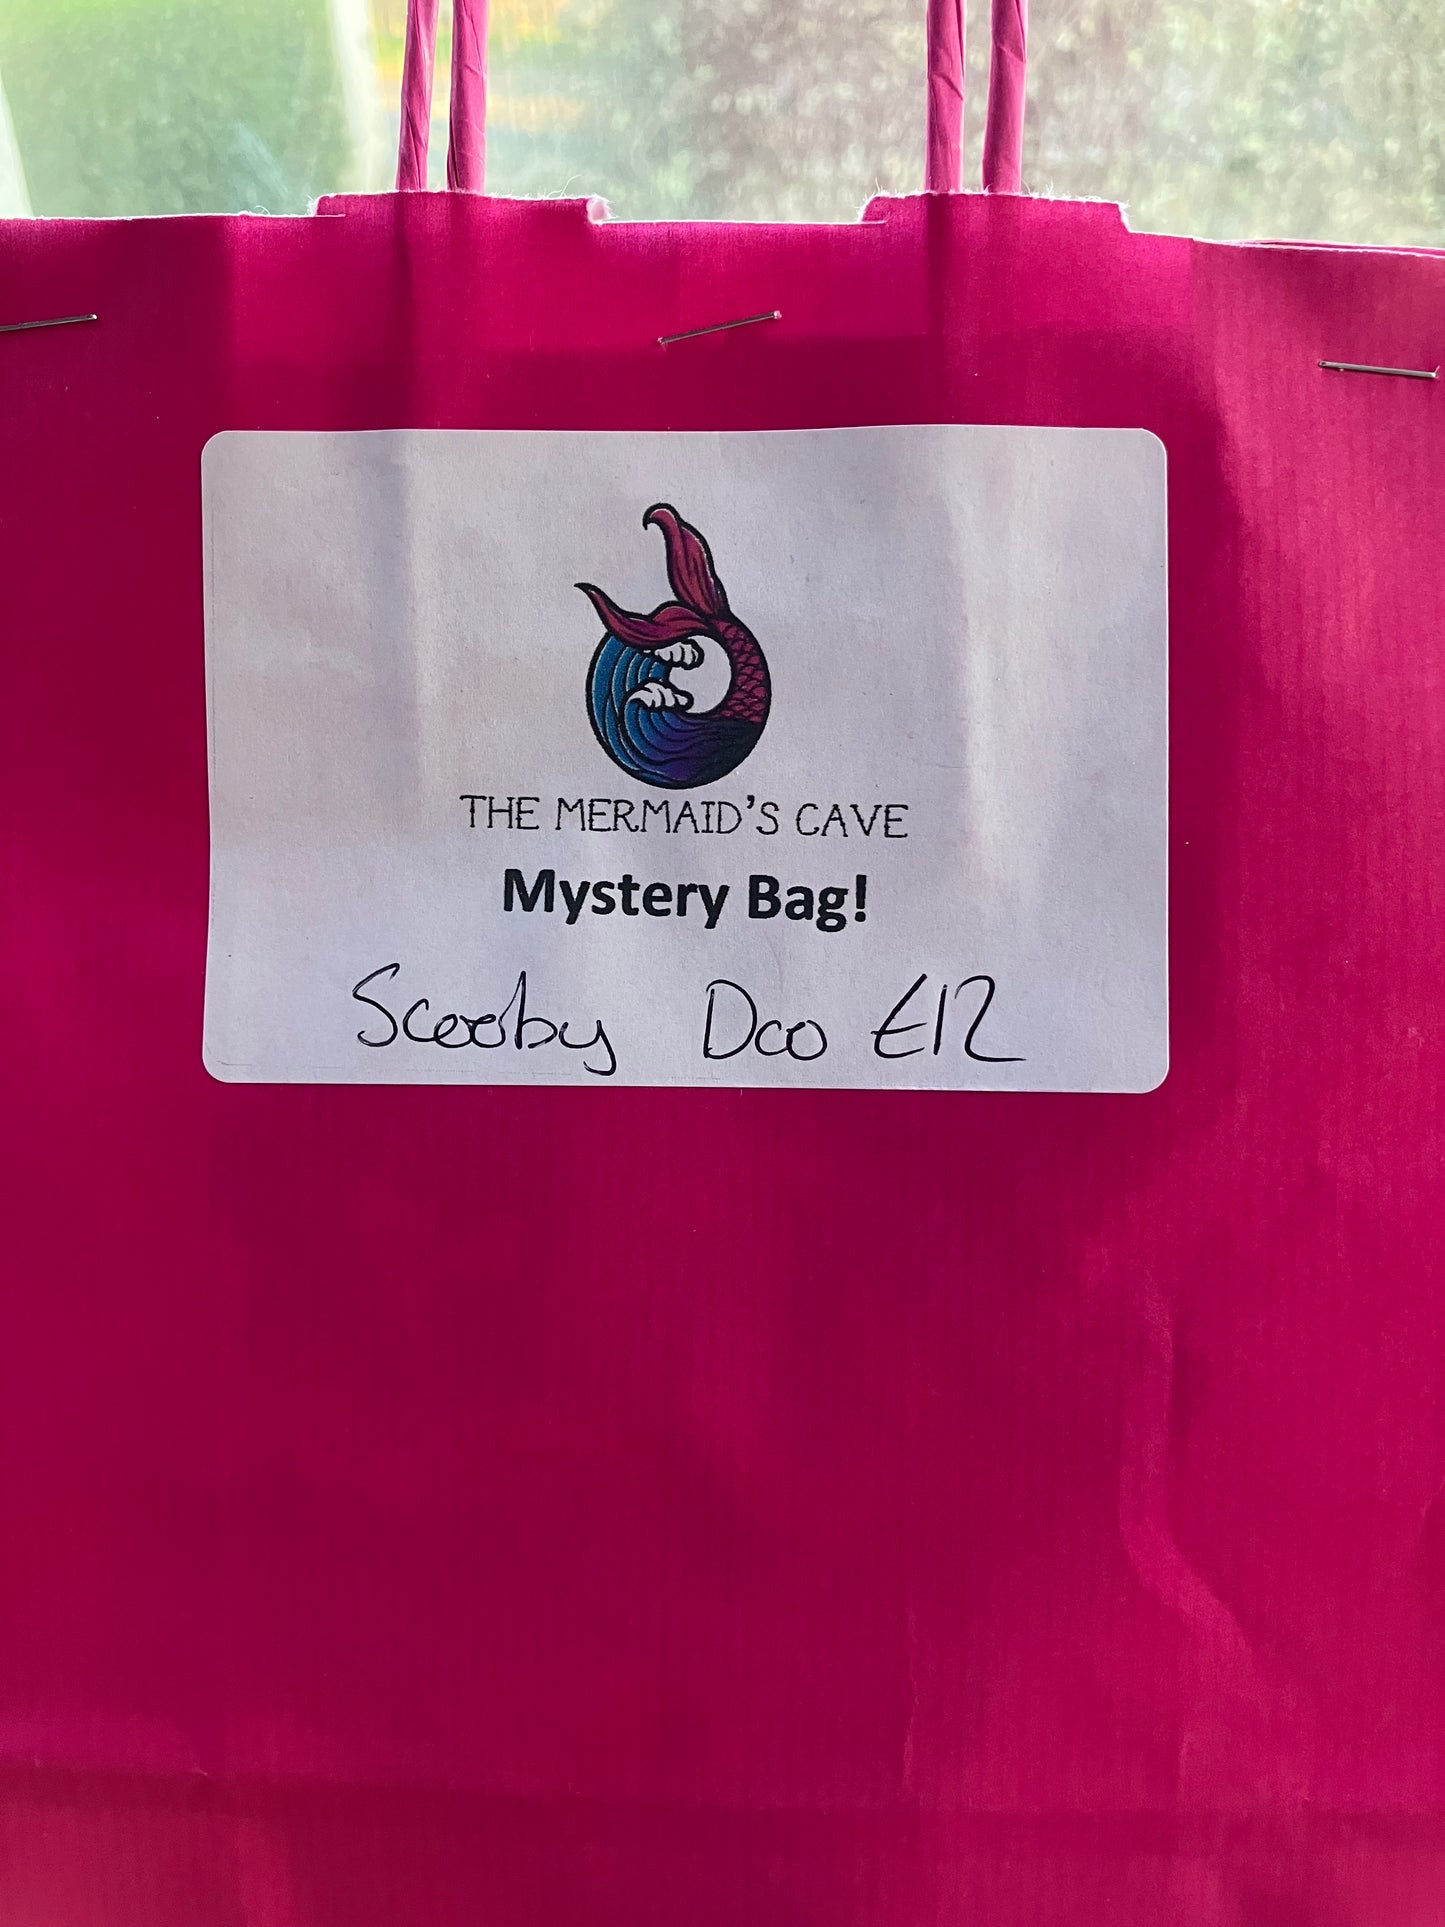 THE MERMAID'S CAVE
Mystery Bag!
Scooby Doo £12